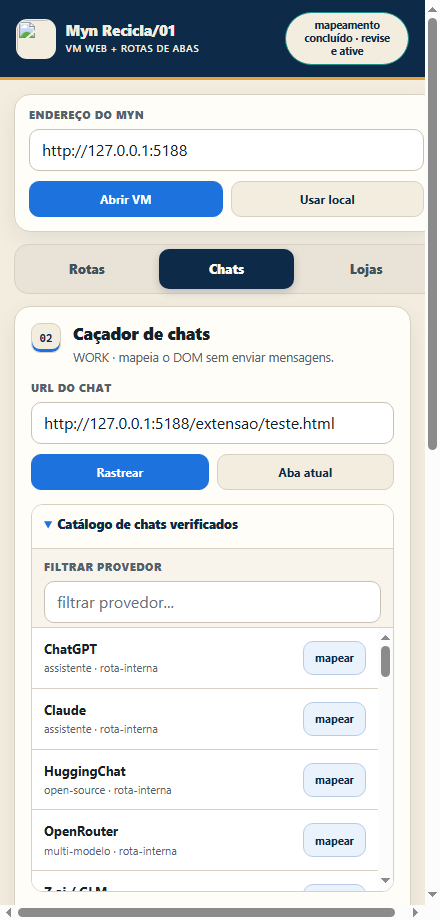 Myn Recicla/01
VM WEB + ROTAS DE ABAS
mapeamento
concluído · revise
e ative
ENDEREÇO DO MYN
http://127.0.0.1:5188
Abrir VM
Usar local
Rotas
Chats
Lojas
02
Caçador de chats
WORK · mapeia o DOM sem enviar mensagens.
URL DO CHAT
http://127.0.0.1:5188/extensao/teste.html
Rastrear
Aba atual
▼ Catálogo de chats verificados
FILTRAR PROVEDOR
filtrar provedor...
ChatGPT
assistente · rota-interna
mapear
Claude
assistente · rota-interna
mapear
HuggingChat
open-source · rota-interna
mapear
OpenRouter
multi-modelo · rota-interna
mapear